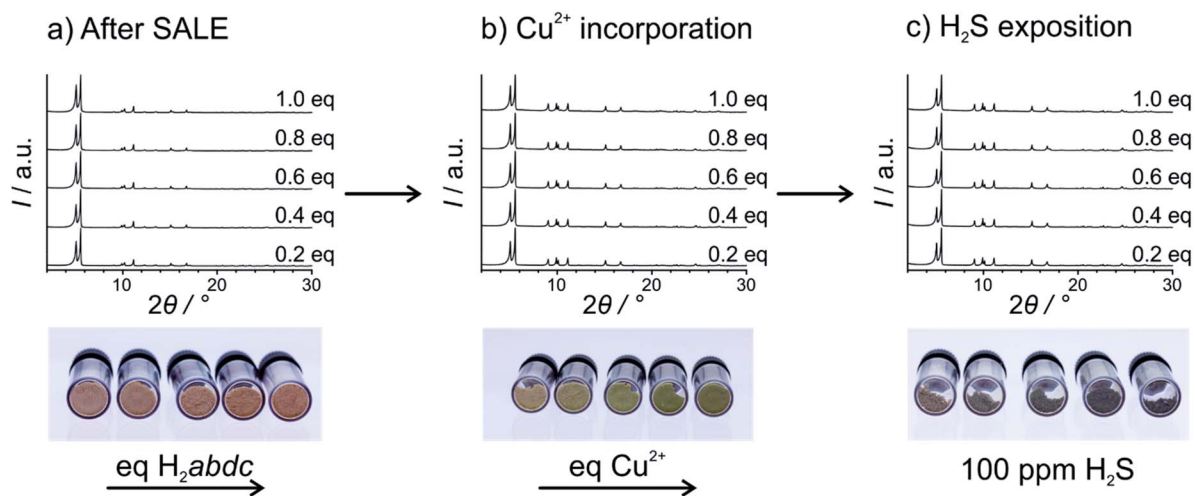 a) After SALE
b) Cu²⁺ incorporation
c) H₂S exposition
I / a.u.
1.0 eq
0.8 eq
0.6 eq
0.4 eq
0.2 eq
10 20 30
2θ / °
eq H₂abdc
I / a.u.
1.0 eq
0.8 eq
0.6 eq
0.4 eq
0.2 eq
10 20 30
2θ / °
eq Cu²⁺
I / a.u.
1.0 eq
0.8 eq
0.6 eq
0.4 eq
0.2 eq
10 20 30
2θ / °
100 ppm H₂S